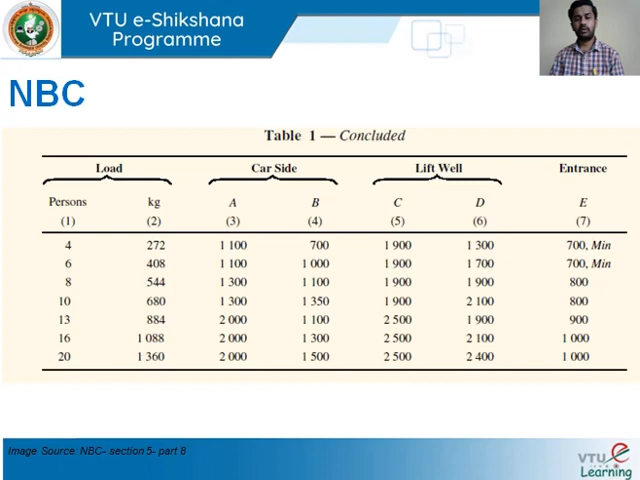 VTU e-Shikshana
Programme
NBC
Table 1 — Concluded
Load Car Side Lift Well Entrance
Persons kg A B C D E
(1) (2) (3) (4) (5) (6) (7)
4 272 1 100 700 1 900 1 300 700, Min
6 408 1 100 1 000 1 900 1 700 700, Min
8 544 1 300 1 100 1 900 1 900 800
10 680 1 300 1 350 1 900 2 100 800
13 884 2 000 1 100 2 500 1 900 900
16 1 088 2 000 1 300 2 500 2 100 1 000
20 1 360 2 000 1 500 2 500 2 400 1 000
Image Source: NBC- section 5- part 8
VTU e
Learning